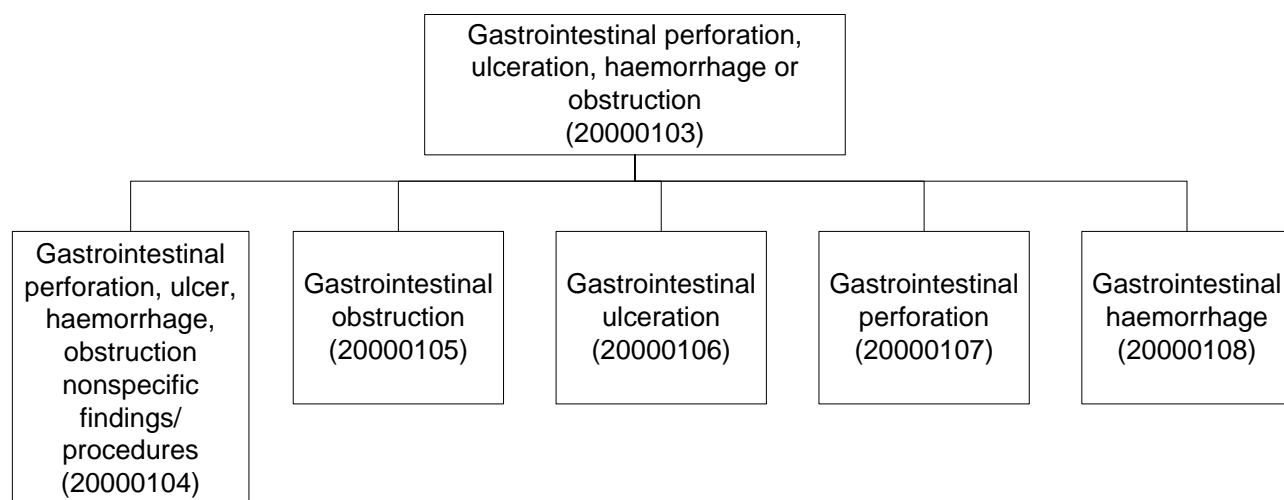 Gastrointestinal perforation,
ulceration, haemorrhage or
obstruction
(20000103)
Gastrointestinal
perforation, ulcer,
haemorrhage,
obstruction
nonspecific
findings/
procedures
(20000104)
Gastrointestinal
obstruction
(20000105)
Gastrointestinal
ulceration
(20000106)
Gastrointestinal
perforation
(20000107)
Gastrointestinal
haemorrhage
(20000108)